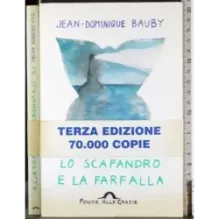 JEAN-DOMINIQUE BAUBY
TERZA EDIZIONE
70.000 COPIE
LO SCAFANDRO
E LA FARFALLA
PONTE ALLE GRAZIE